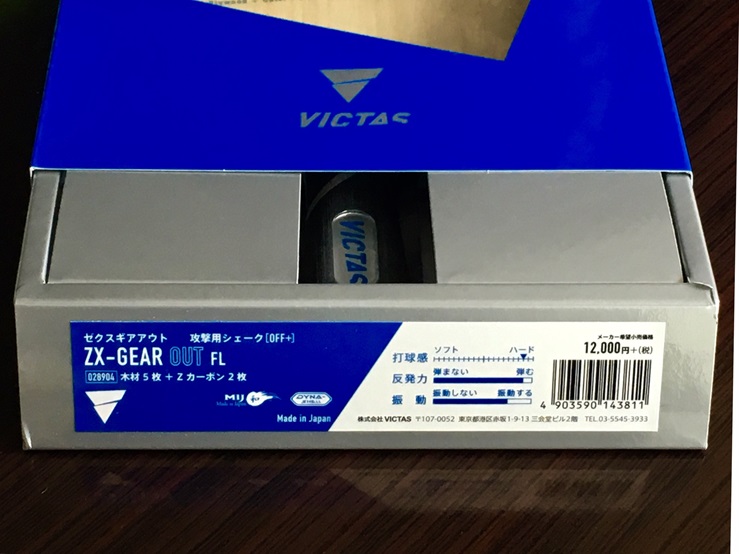 VICTAS
VICTAS
ゼクスギアアウト 攻撃用シェーク[OFF+]
ZX-GEAR OUT FL
028904 木材5枚+Zカーボン2枚
MIJ
Made in Japan
DYNA-
Made in Japan
打球感 ソフト ハード
反発力 弾まない 弾む
振動 振動しない 振動する
メーカー希望小売価格
12,000円+(税)
4 903590 143811
株式会社 VICTAS 〒107-0052 東京都港区赤坂1-9-13 三会堂ビル2階 TEL.03-5545-3933